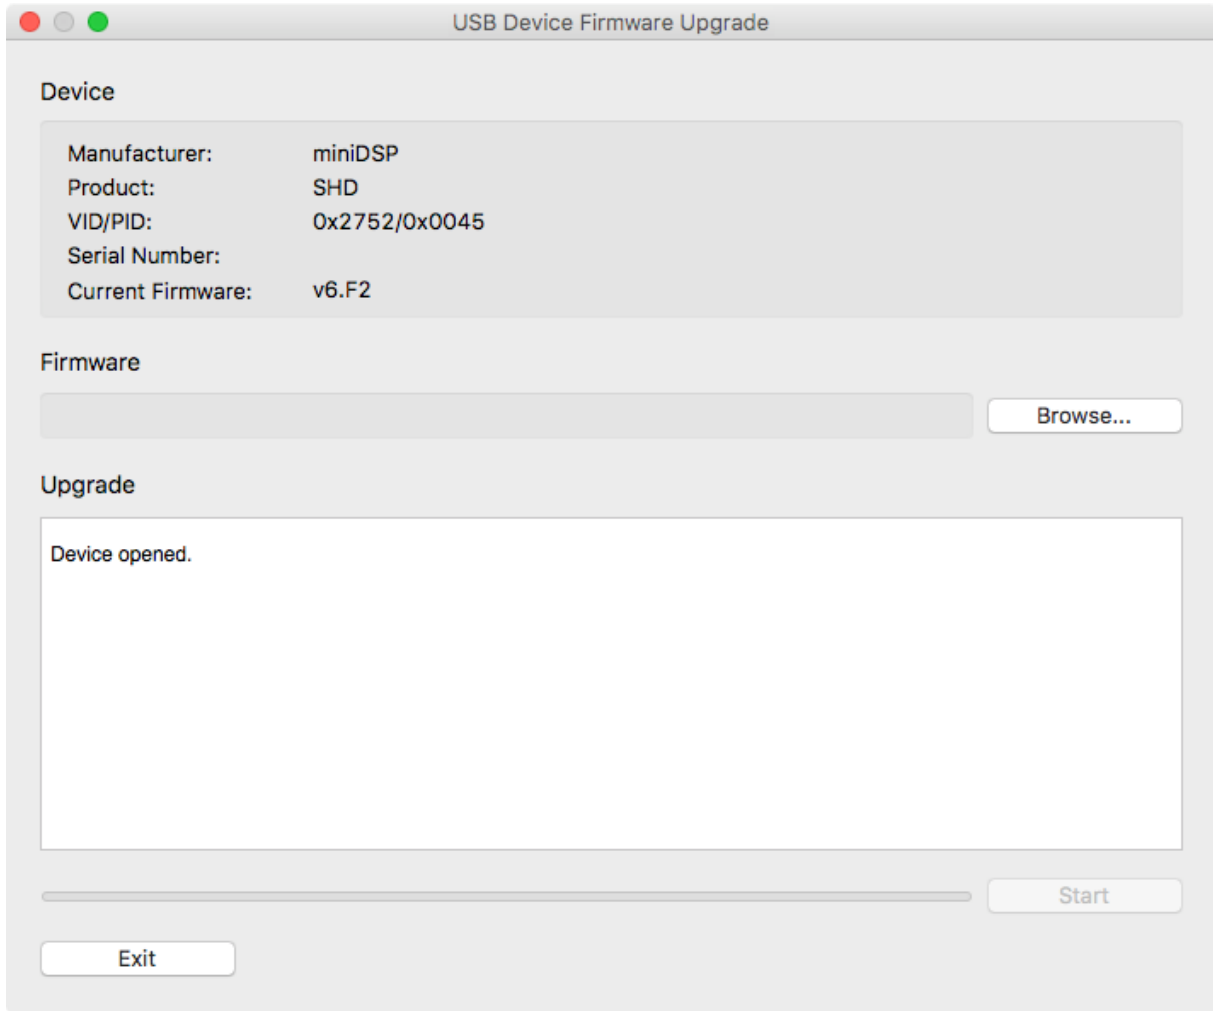 USB Device Firmware Upgrade
Device
Manufacturer: miniDSP
Product: SHD
VID/PID: 0x2752/0x0045
Serial Number:
Current Firmware: v6.F2
Firmware
Browse...
Upgrade
Device opened.
Start
Exit